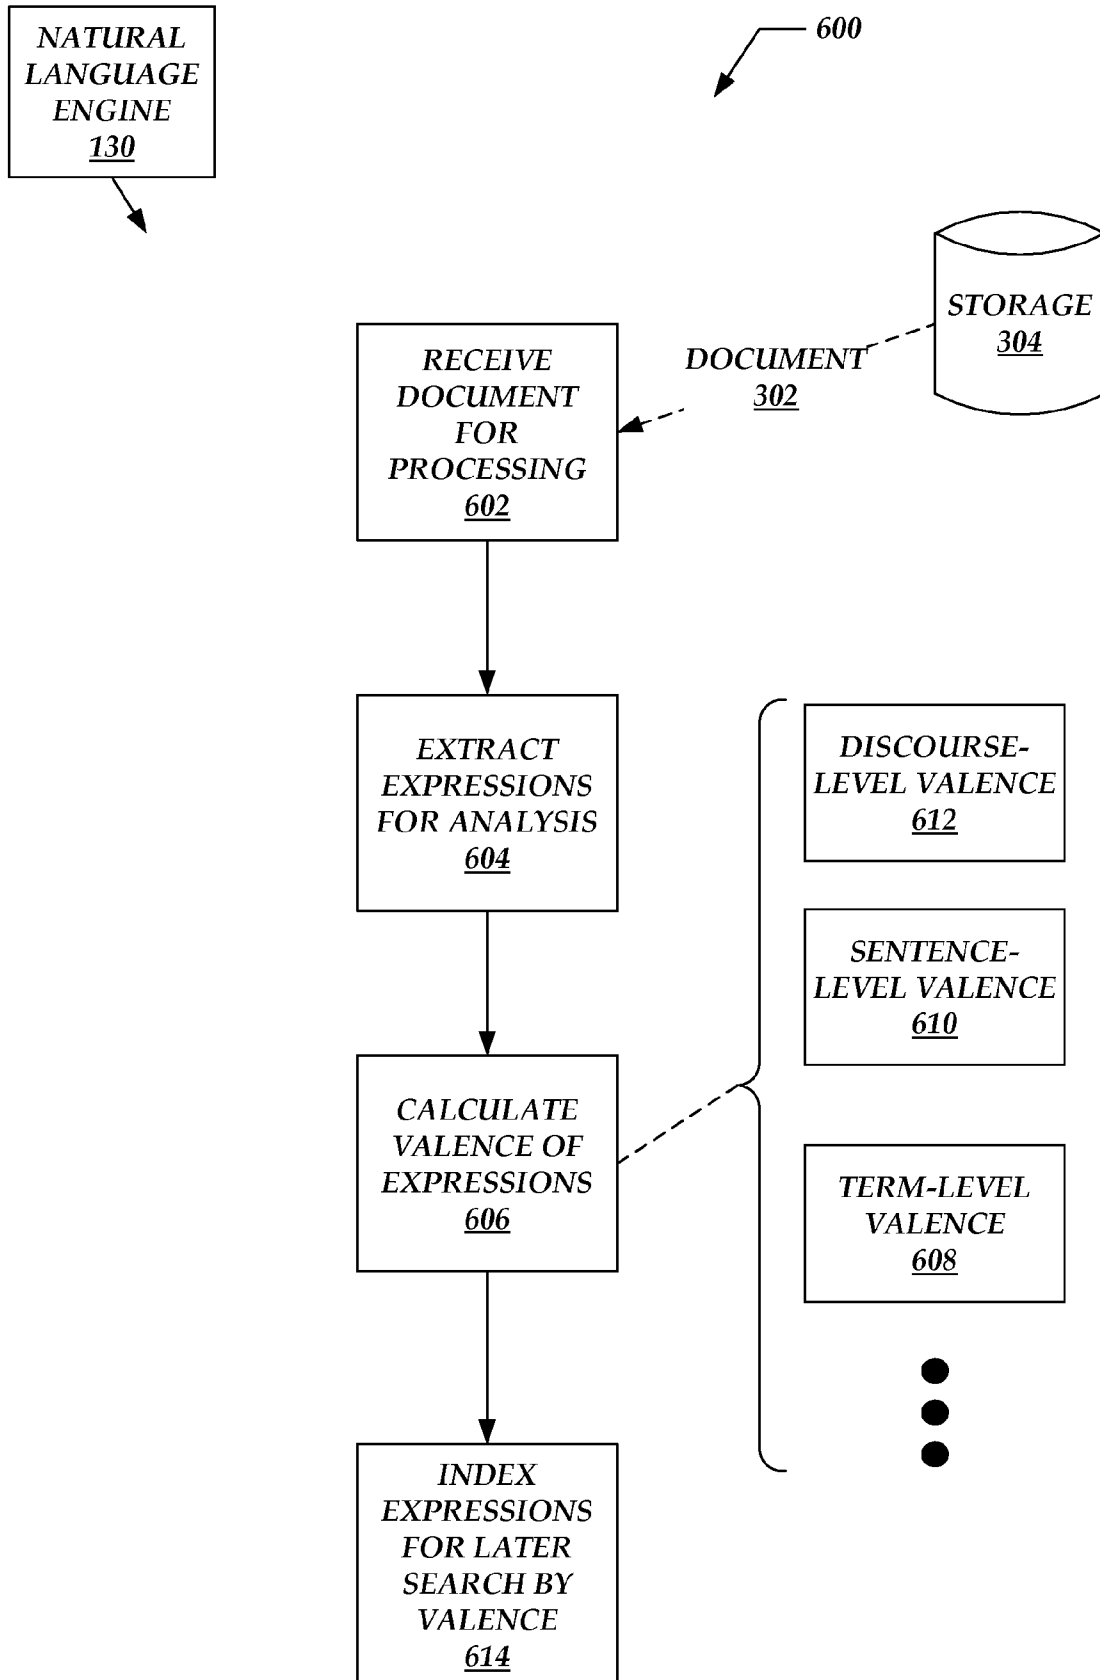 NATURAL
LANGUAGE
ENGINE
130
600
STORAGE
304
DOCUMENT
302
RECEIVE
DOCUMENT
FOR
PROCESSING
602
EXTRACT
EXPRESSIONS
FOR ANALYSIS
604
DISCOURSE-
LEVEL VALENCE
612
SENTENCE-
LEVEL VALENCE
610
CALCULATE
VALENCE OF
EXPRESSIONS
606
TERM-LEVEL
VALENCE
608
INDEX
EXPRESSIONS
FOR LATER
SEARCH BY
VALENCE
614